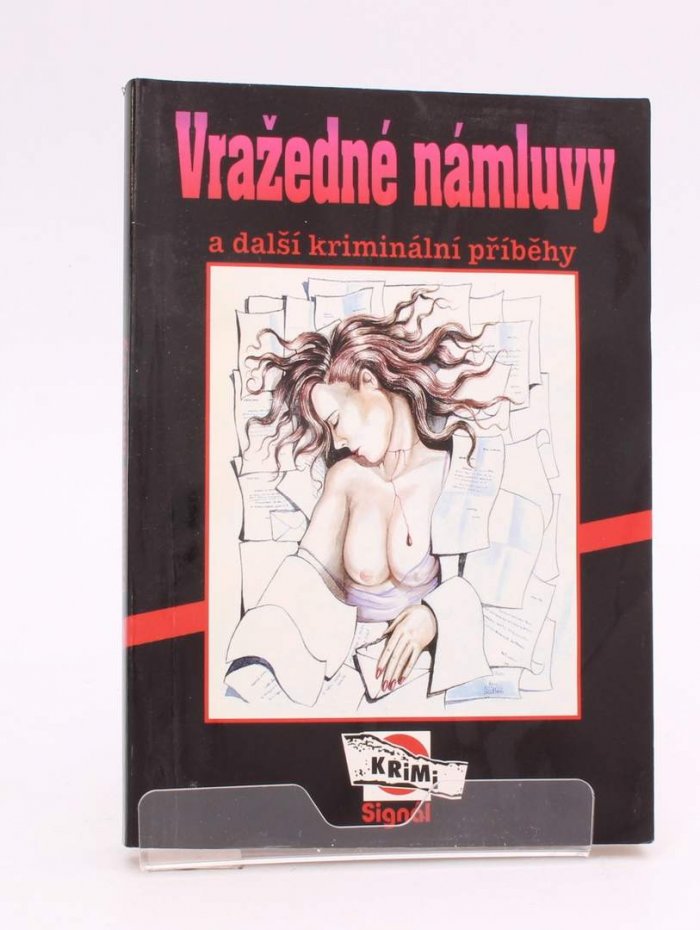 Vražedné námluvy
a další kriminální příběhy
KRiMi
Signál